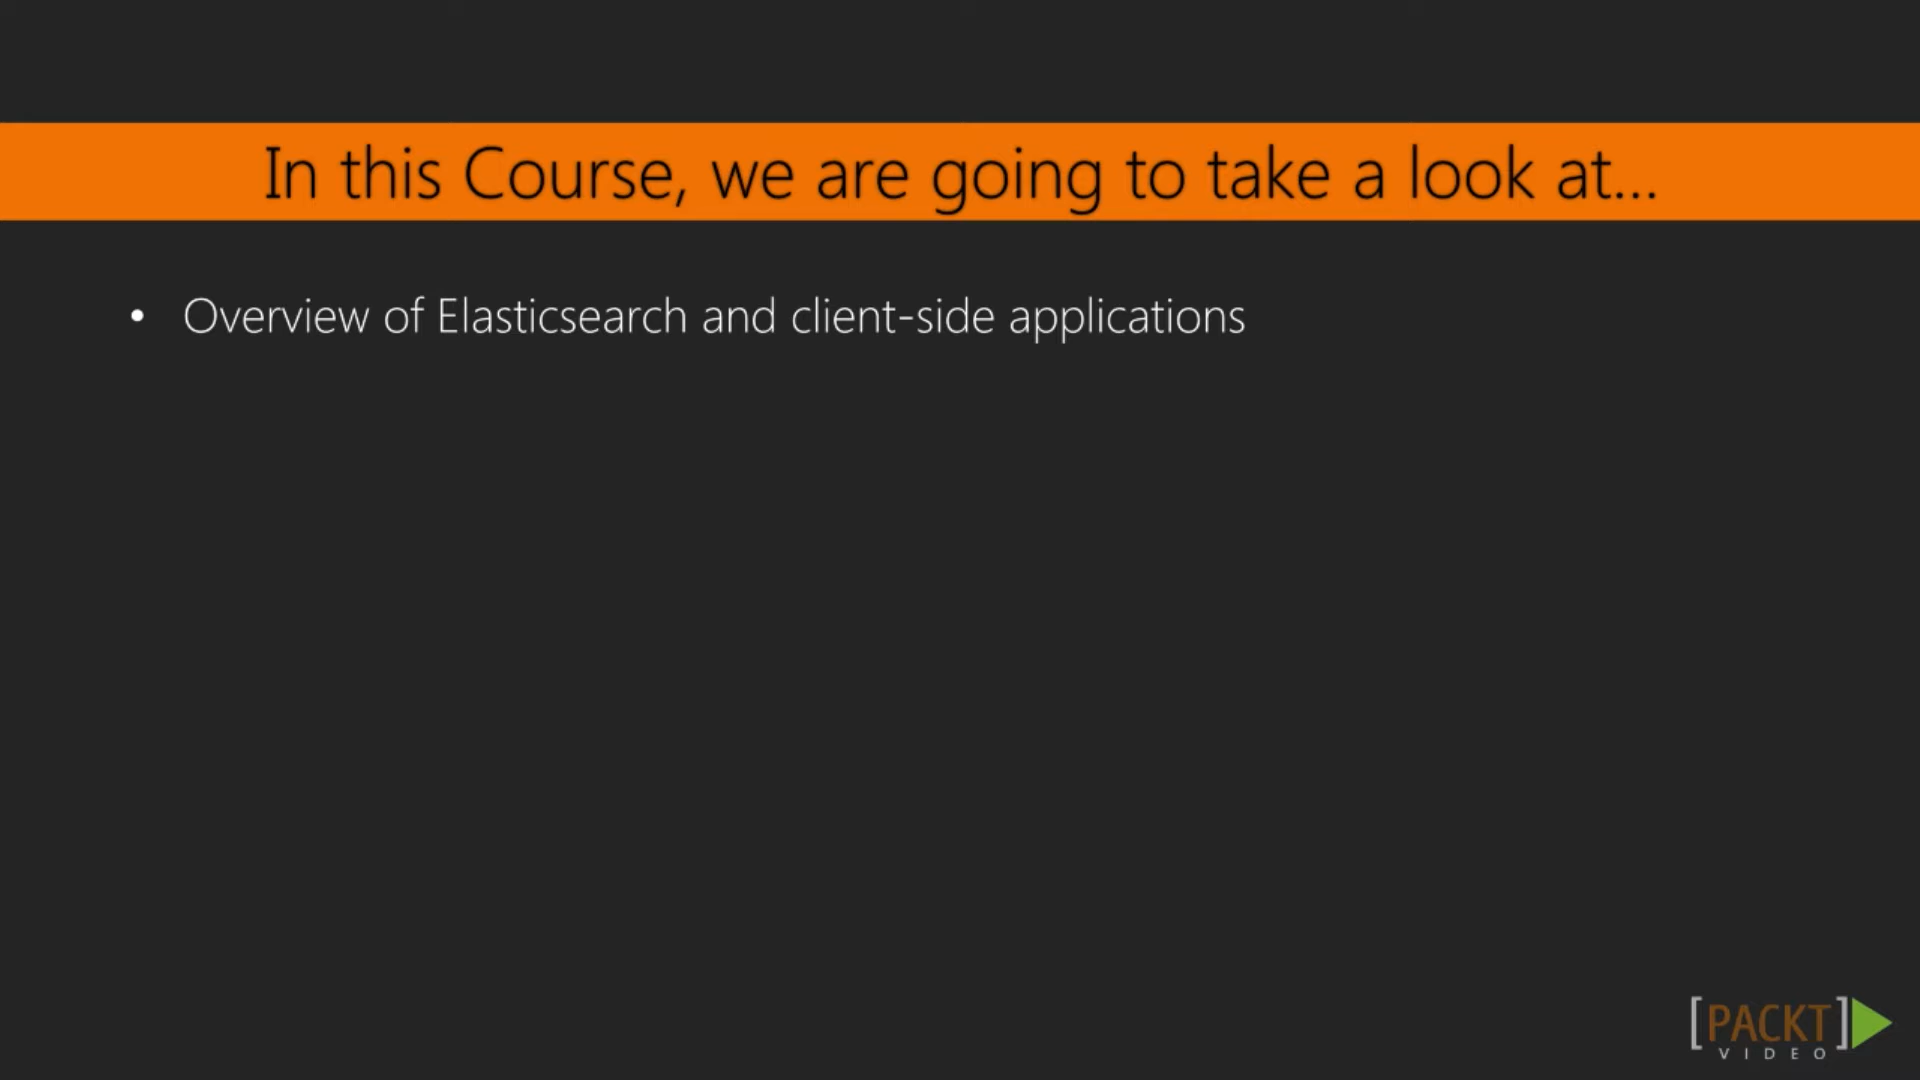 In this Course, we are going to take a look at...
• Overview of Elasticsearch and client-side applications
[PACKT]
VIDEO